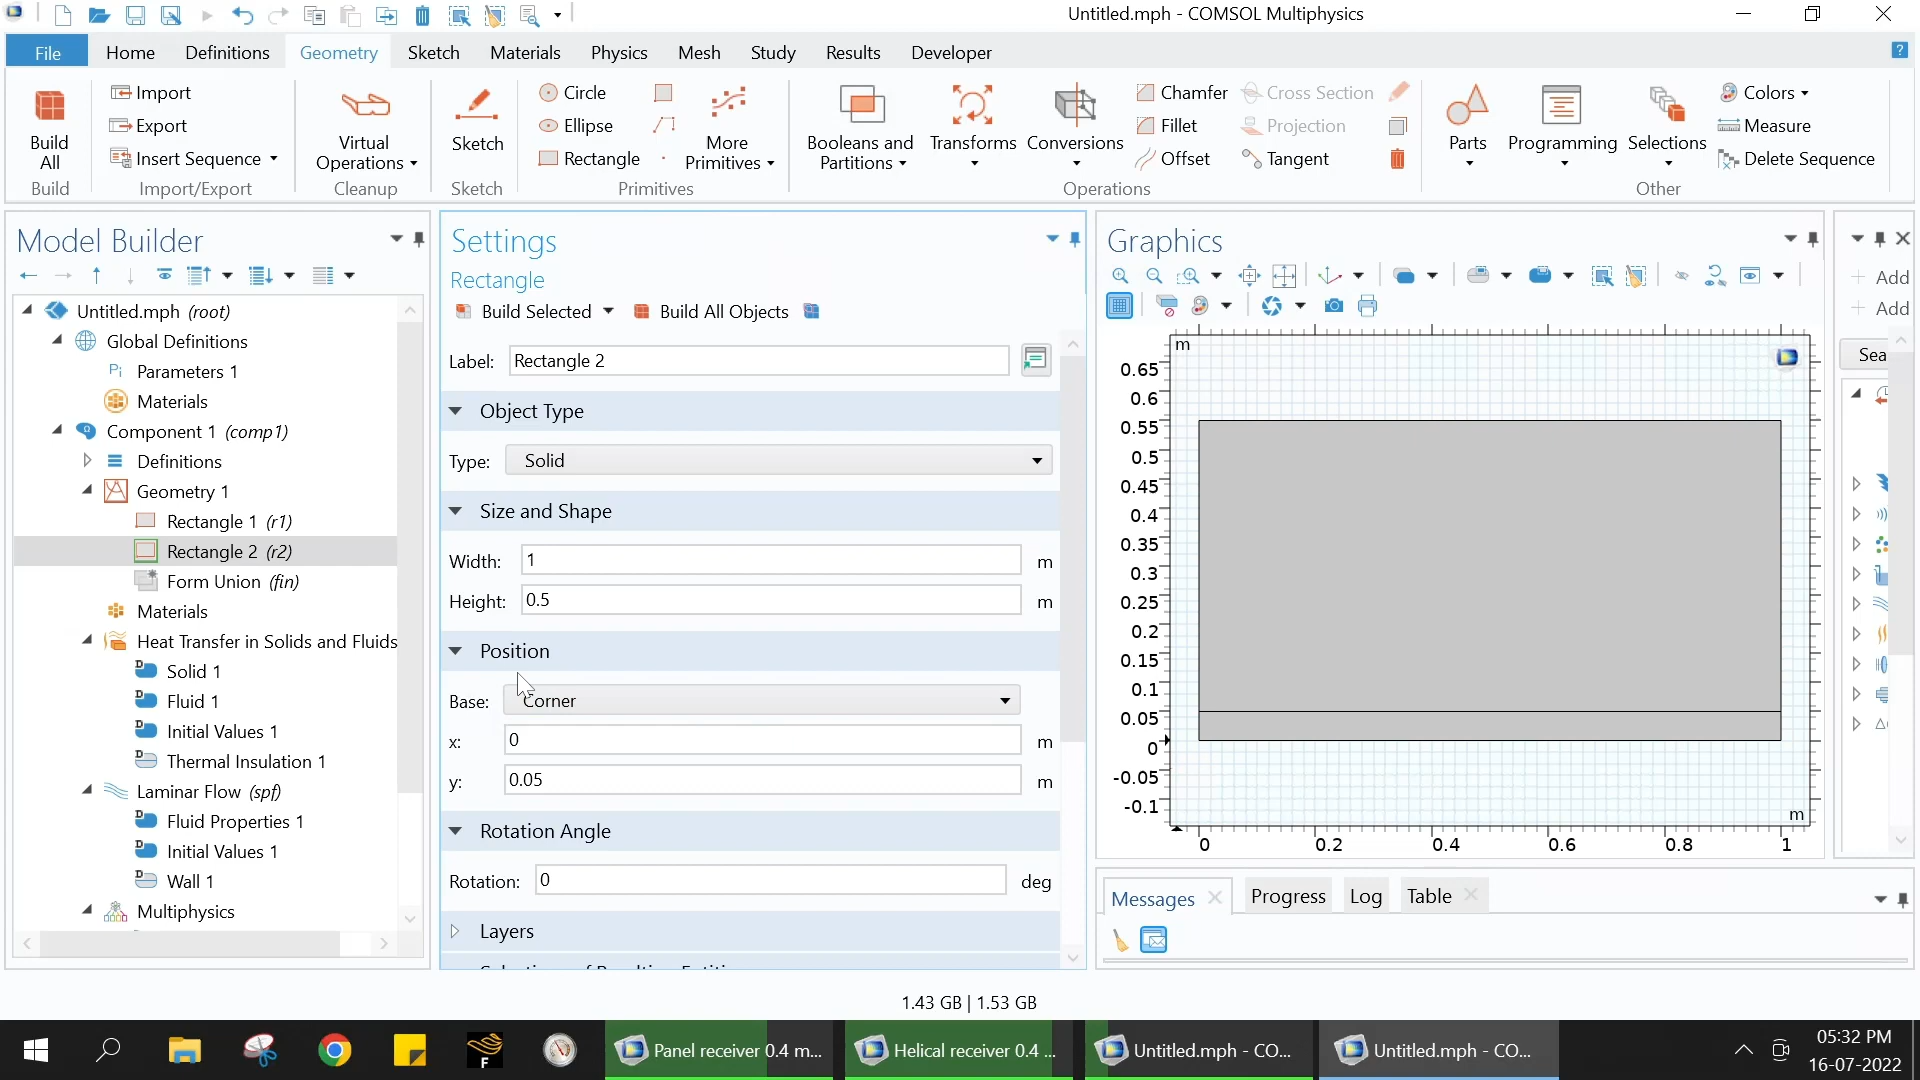 Untitled.mph - COMSOL Multiphysics
File Home Definitions Geometry Sketch Materials Physics Mesh Study Results Developer
Build All
Build
Import
Export
Insert Sequence
Import/Export
Virtual Operations
Cleanup
Sketch
Sketch
Circle
Ellipse
Rectangle
More Primitives
Primitives
Booleans and Partitions
Transforms
Conversions
Chamfer
Fillet
Offset
Cross Section
Projection
Tangent
Operations
Parts
Programming
Selections
Colors
Measure
Delete Sequence
Other
Model Builder
Untitled.mph (root)
Global Definitions
Pi Parameters 1
Materials
Component 1 (comp1)
Definitions
Geometry 1
Rectangle 1 (r1)
Rectangle 2 (r2)
Form Union (fin)
Materials
Heat Transfer in Solids and Fluids
Solid 1
Fluid 1
Initial Values 1
Thermal Insulation 1
Laminar Flow (spf)
Fluid Properties 1
Initial Values 1
Wall 1
Multiphysics
Settings
Rectangle
Build Selected Build All Objects
Label: Rectangle 2
Object Type
Type: Solid
Size and Shape
Width: 1 m
Height: 0.5 m
Position
Base: Corner
x: 0 m
y: 0.05 m
Rotation Angle
Rotation: 0 deg
Layers
Graphics
m
0.65
0.6
0.55
0.5
0.45
0.4
0.35
0.3
0.25
0.2
0.15
0.1
0.05
0
-0.05
-0.1
m
0 0.2 0.4 0.6 0.8 1
Add
Add
Sea
Messages Progress Log Table
1.43 GB | 1.53 GB
Panel receiver 0.4 m...
Helical receiver 0.4 ...
Untitled.mph - CO...
Untitled.mph - CO...
05:32 PM
16-07-2022